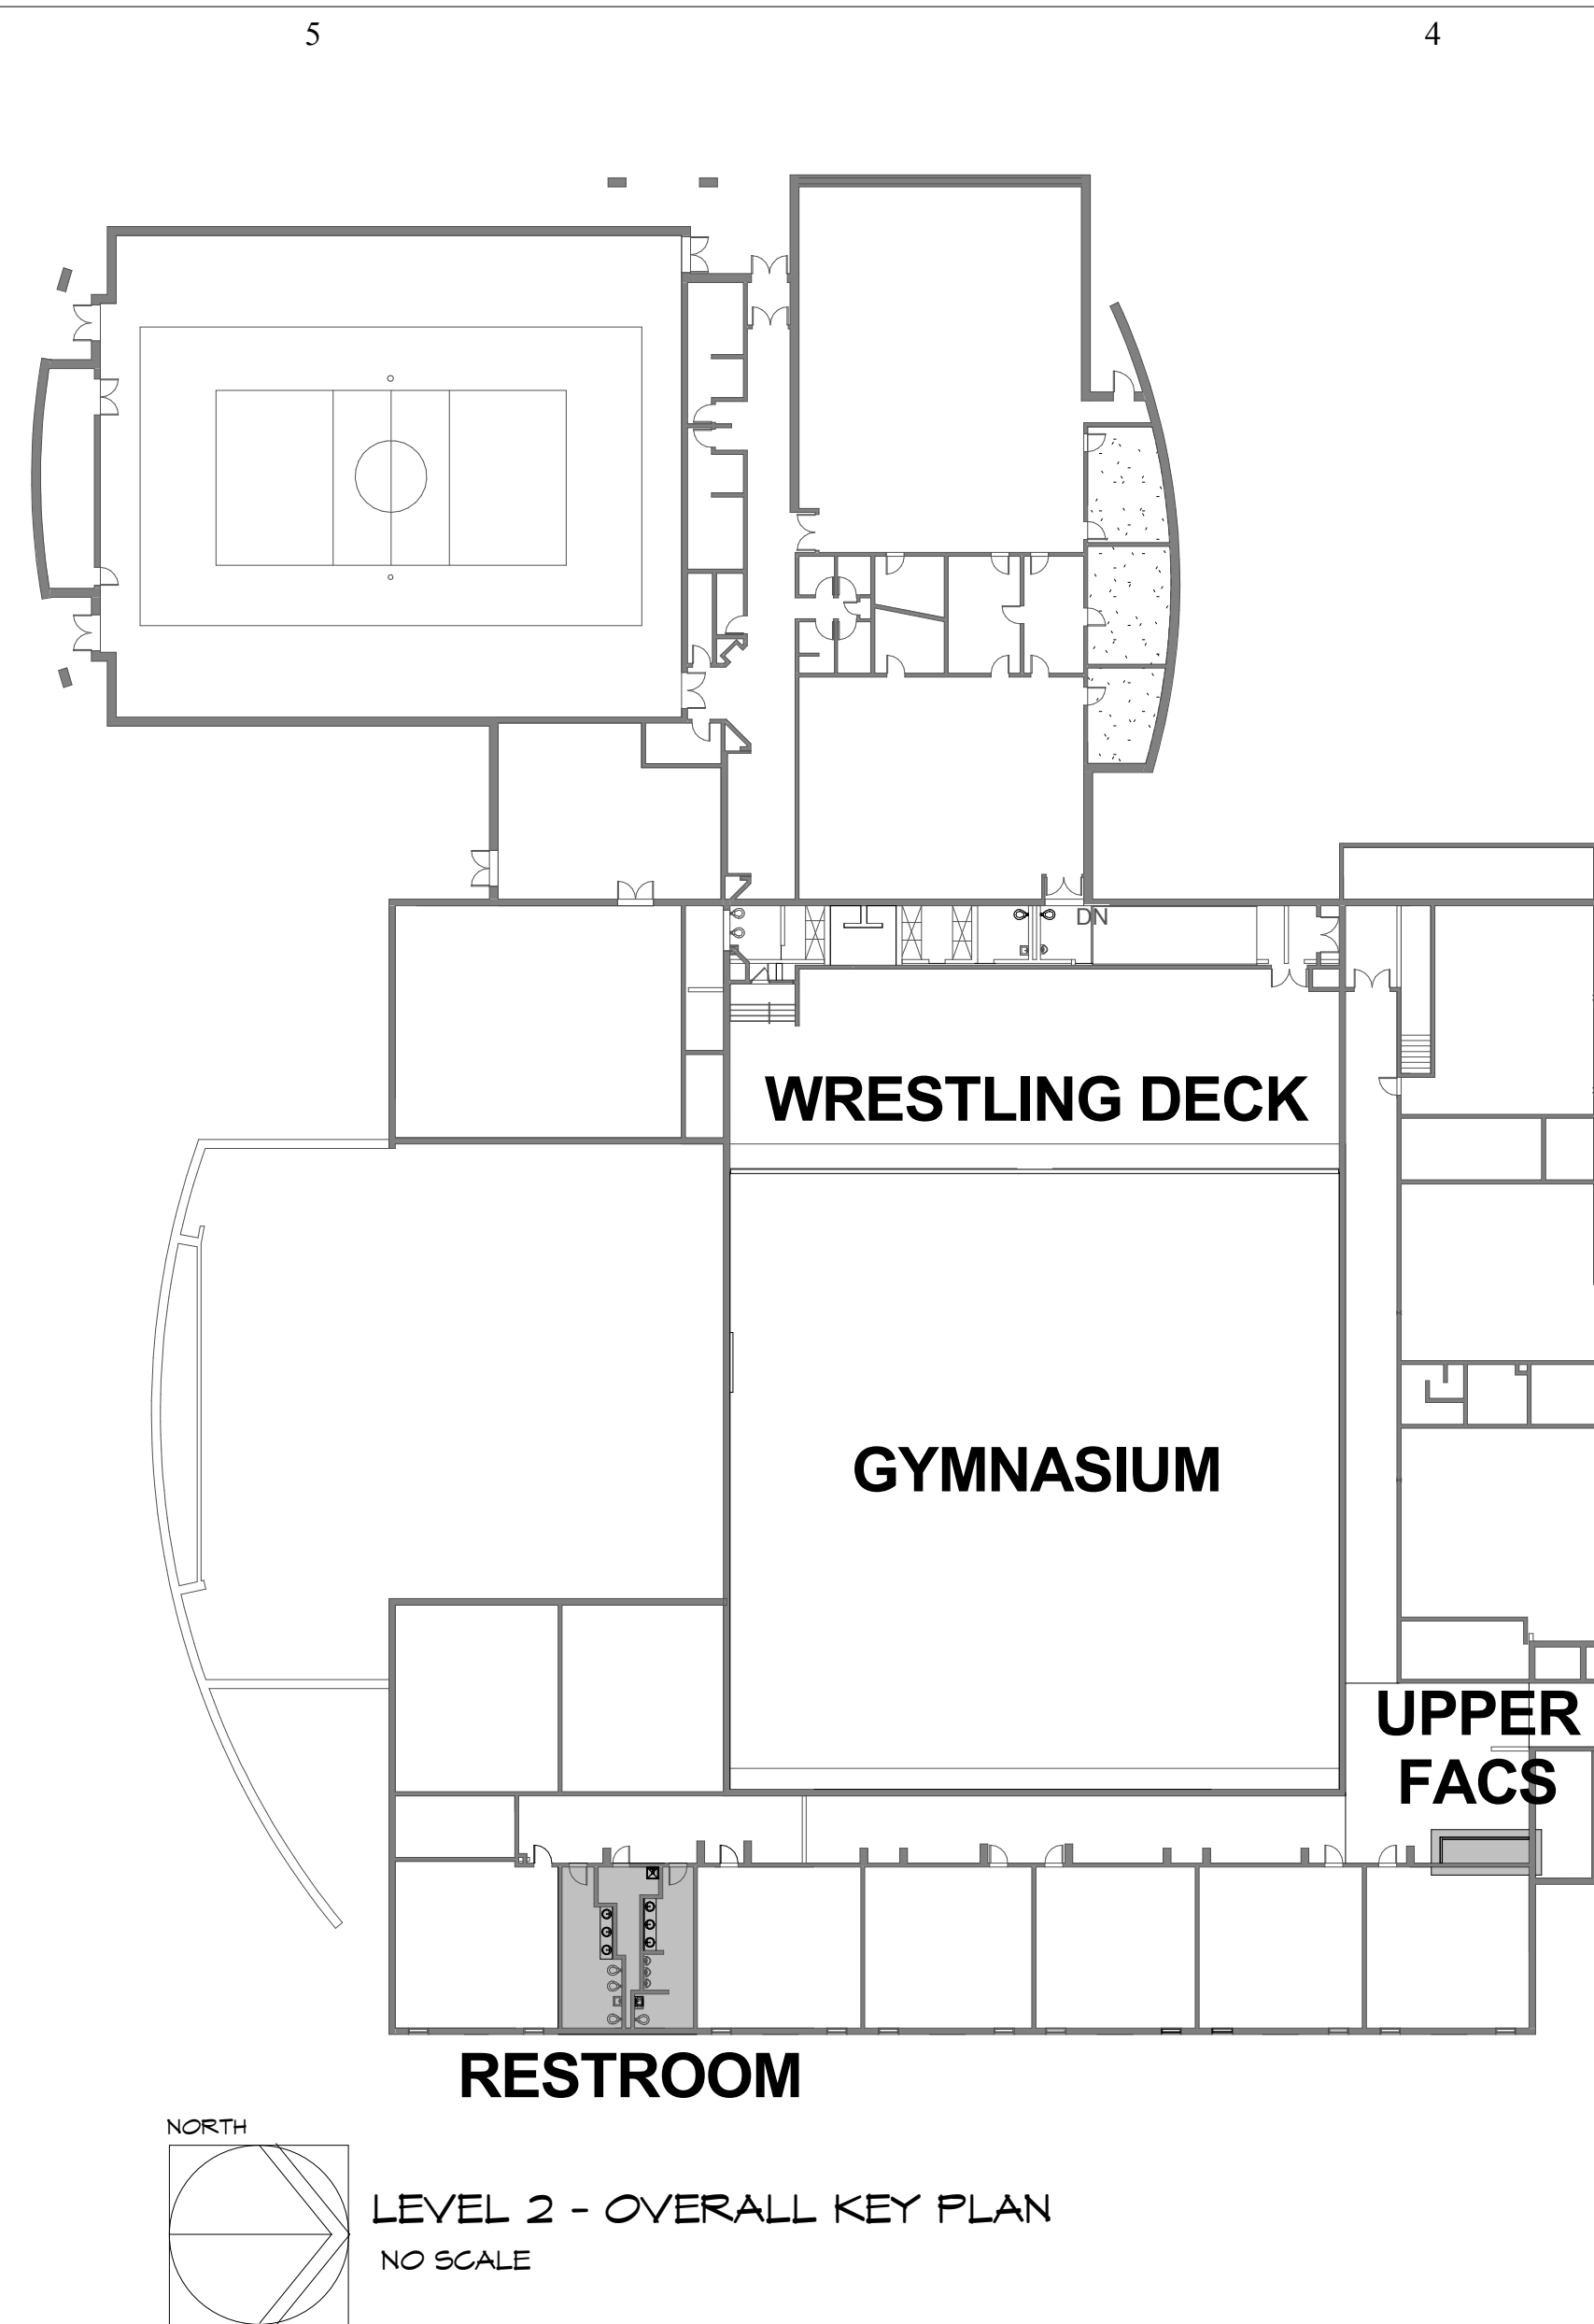 5
4
DN
WRESTLING DECK
GYMNASIUM
UPPER
FACS
RESTROOM
NORTH
LEVEL 2 - OVERALL KEY PLAN
NO SCALE